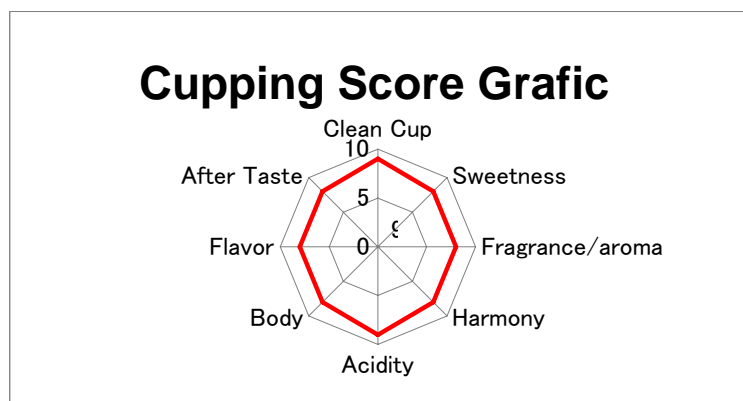 Cupping Score Grafic
Clean Cup
10
After Taste
Sweetness
5
Flavor
0
Fragrance/aroma
Body
Harmony
Acidity